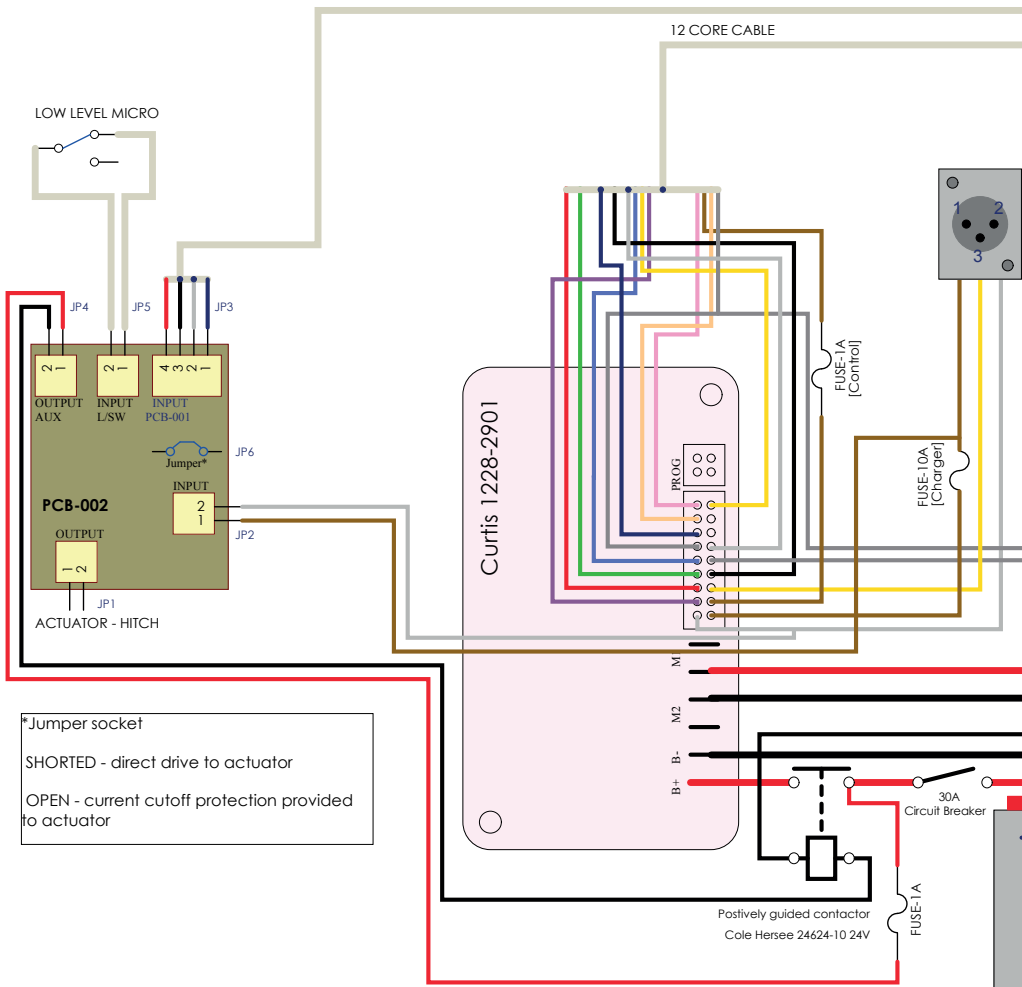 12 CORE CABLE
LOW LEVEL MICRO
1
2
3
JP4
JP5
JP3
2
1
2
1
4
3
2
1
OUTPUT
AUX
INPUT
L/SW
INPUT
PCB-001
Jumper*
JP6
PCB-002
INPUT
2
1
JP2
OUTPUT
1
2
JP1
ACTUATOR - HITCH
FUSE-1A
[Control]
FUSE-10A
[Charger]
Curtis 1228-2901
PROG
M1
M2
B-
B+
30A
Circuit Breaker
*Jumper socket
SHORTED - direct drive to actuator
OPEN - current cutoff protection provided
to actuator
Postively guided contactor
Cole Hersee 24624-10 24V
FUSE-1A